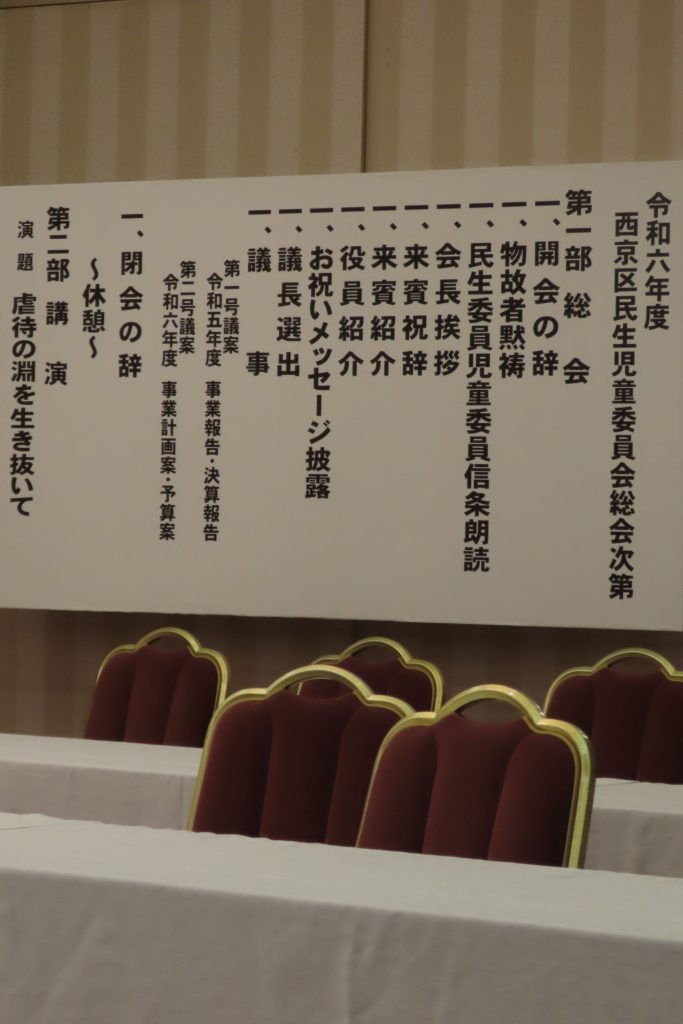 令和六年度
西京区民生児童委員会総会次第
第一部 総 会
一、開 会 の 辞
一、物故者黙祷
一、民生委員児童委員信条朗読
一、会 長 挨 拶
一、来 賓 祝 辞
一、来 賓 紹 介
一、役 員 紹 介
一、お祝いメッセージ披露
一、議 長 選 出
一、議 事
第一号議案
令和五年度 事業報告・決算報告
第二号議案
令和六年度 事業計画案・予算案
一、閉 会 の 辞
～休憩～
第二部 講 演
演 題 虐待の淵を生き抜いて